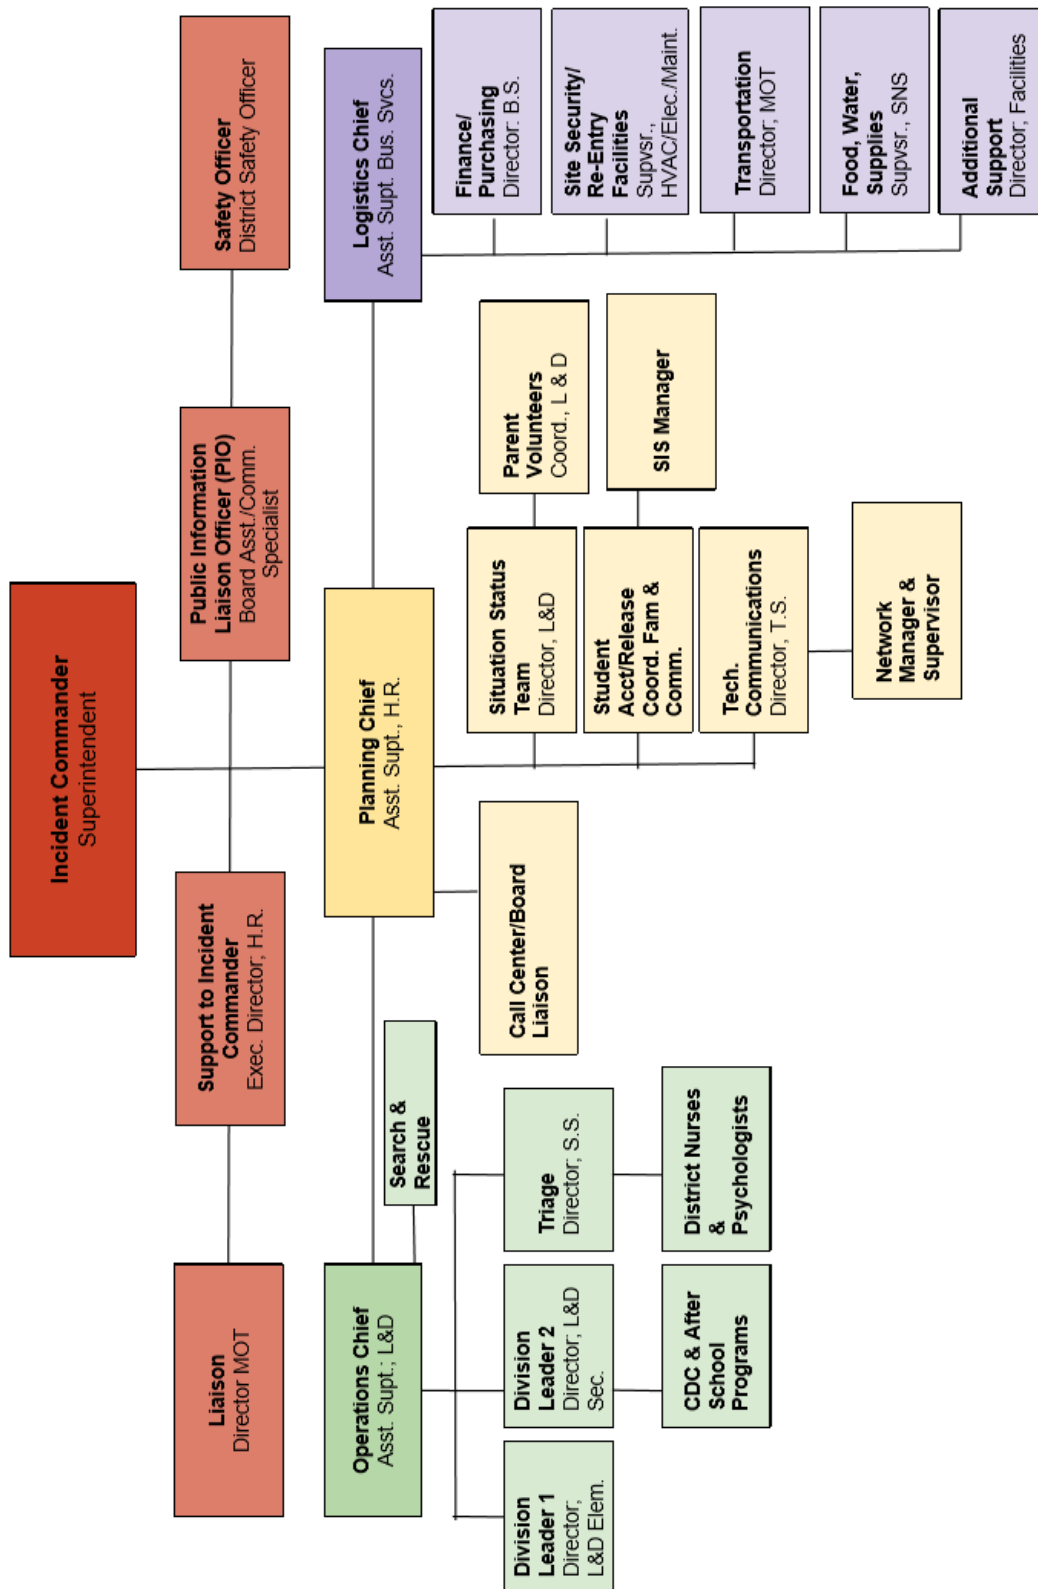 Incident Commander
Superintendent
Liaison
Director MOT
Support to Incident
Commander
Exec. Director; H.R.
Public Information
Liaison Officer (PIO)
Board Asst./Comm.
Specialist
Safety Officer
District Safety Officer
Operations Chief
Asst. Supt.; L&D
Planning Chief
Asst. Supt., H.R.
Logistics Chief
Asst. Supt. Bus. Svcs.
Search &
Rescue
Division
Leader 1
Director;
L&D Elem.
Division
Leader 2
Director; L&D
Sec.
Triage
Director; S.S.
CDC & After
School
Programs
District Nurses
&
Psychologists
Call Center/Board
Liaison
Situation Status
Team
Director, L&D
Parent
Volunteers
Coord., L & D
Student
Acct/Release
Coord. Fam &
Comm.
SIS Manager
Tech.
Communications
Director, T.S.
Network
Manager &
Supervisor
Finance/
Purchasing
Director: B.S.
Site Security/
Re-Entry
Facilities
Supvsr.,
HVAC/Elec./Maint.
Transportation
Director; MOT
Food, Water,
Supplies
Supvsr., SNS
Additional
Support
Director, Facilities